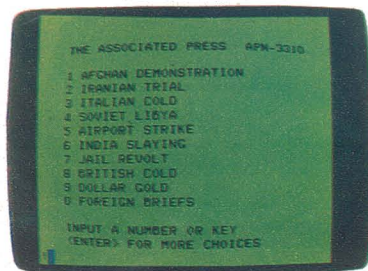 THE ASSOCIATED PRESS APN-3210
1 AFGHAN DEMONSTRATION
2 IRANIAN TRIAL
3 ITALIAN COLD
4 SOVIET LIBYA
5 AIRPORT STRIKE
6 INDIA SLAYING
7 JAIL REVOLT
8 BRITISH COLD
9 DOLLAR GOLD
0 FOREIGN BRIEFS
INPUT A NUMBER OR KEY
<ENTER> FOR MORE CHOICES